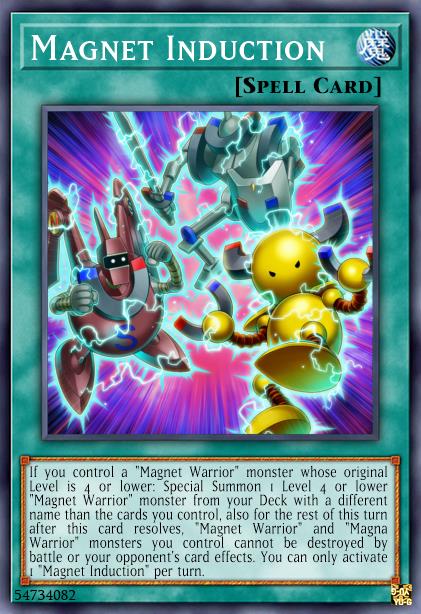 Magnet Induction
魔
[Spell Card]
S
If you control a "Magnet Warrior" monster whose original
Level is 4 or lower: Special Summon 1 Level 4 or lower
"Magnet Warrior" monster from your Deck with a different
name than the cards you control, also for the rest of this turn
after this card resolves, "Magnet Warrior" and "Magna
Warrior" monsters you control cannot be destroyed by
battle or your opponent's card effects. You can only activate
1 "Magnet Induction" per turn.
54734082